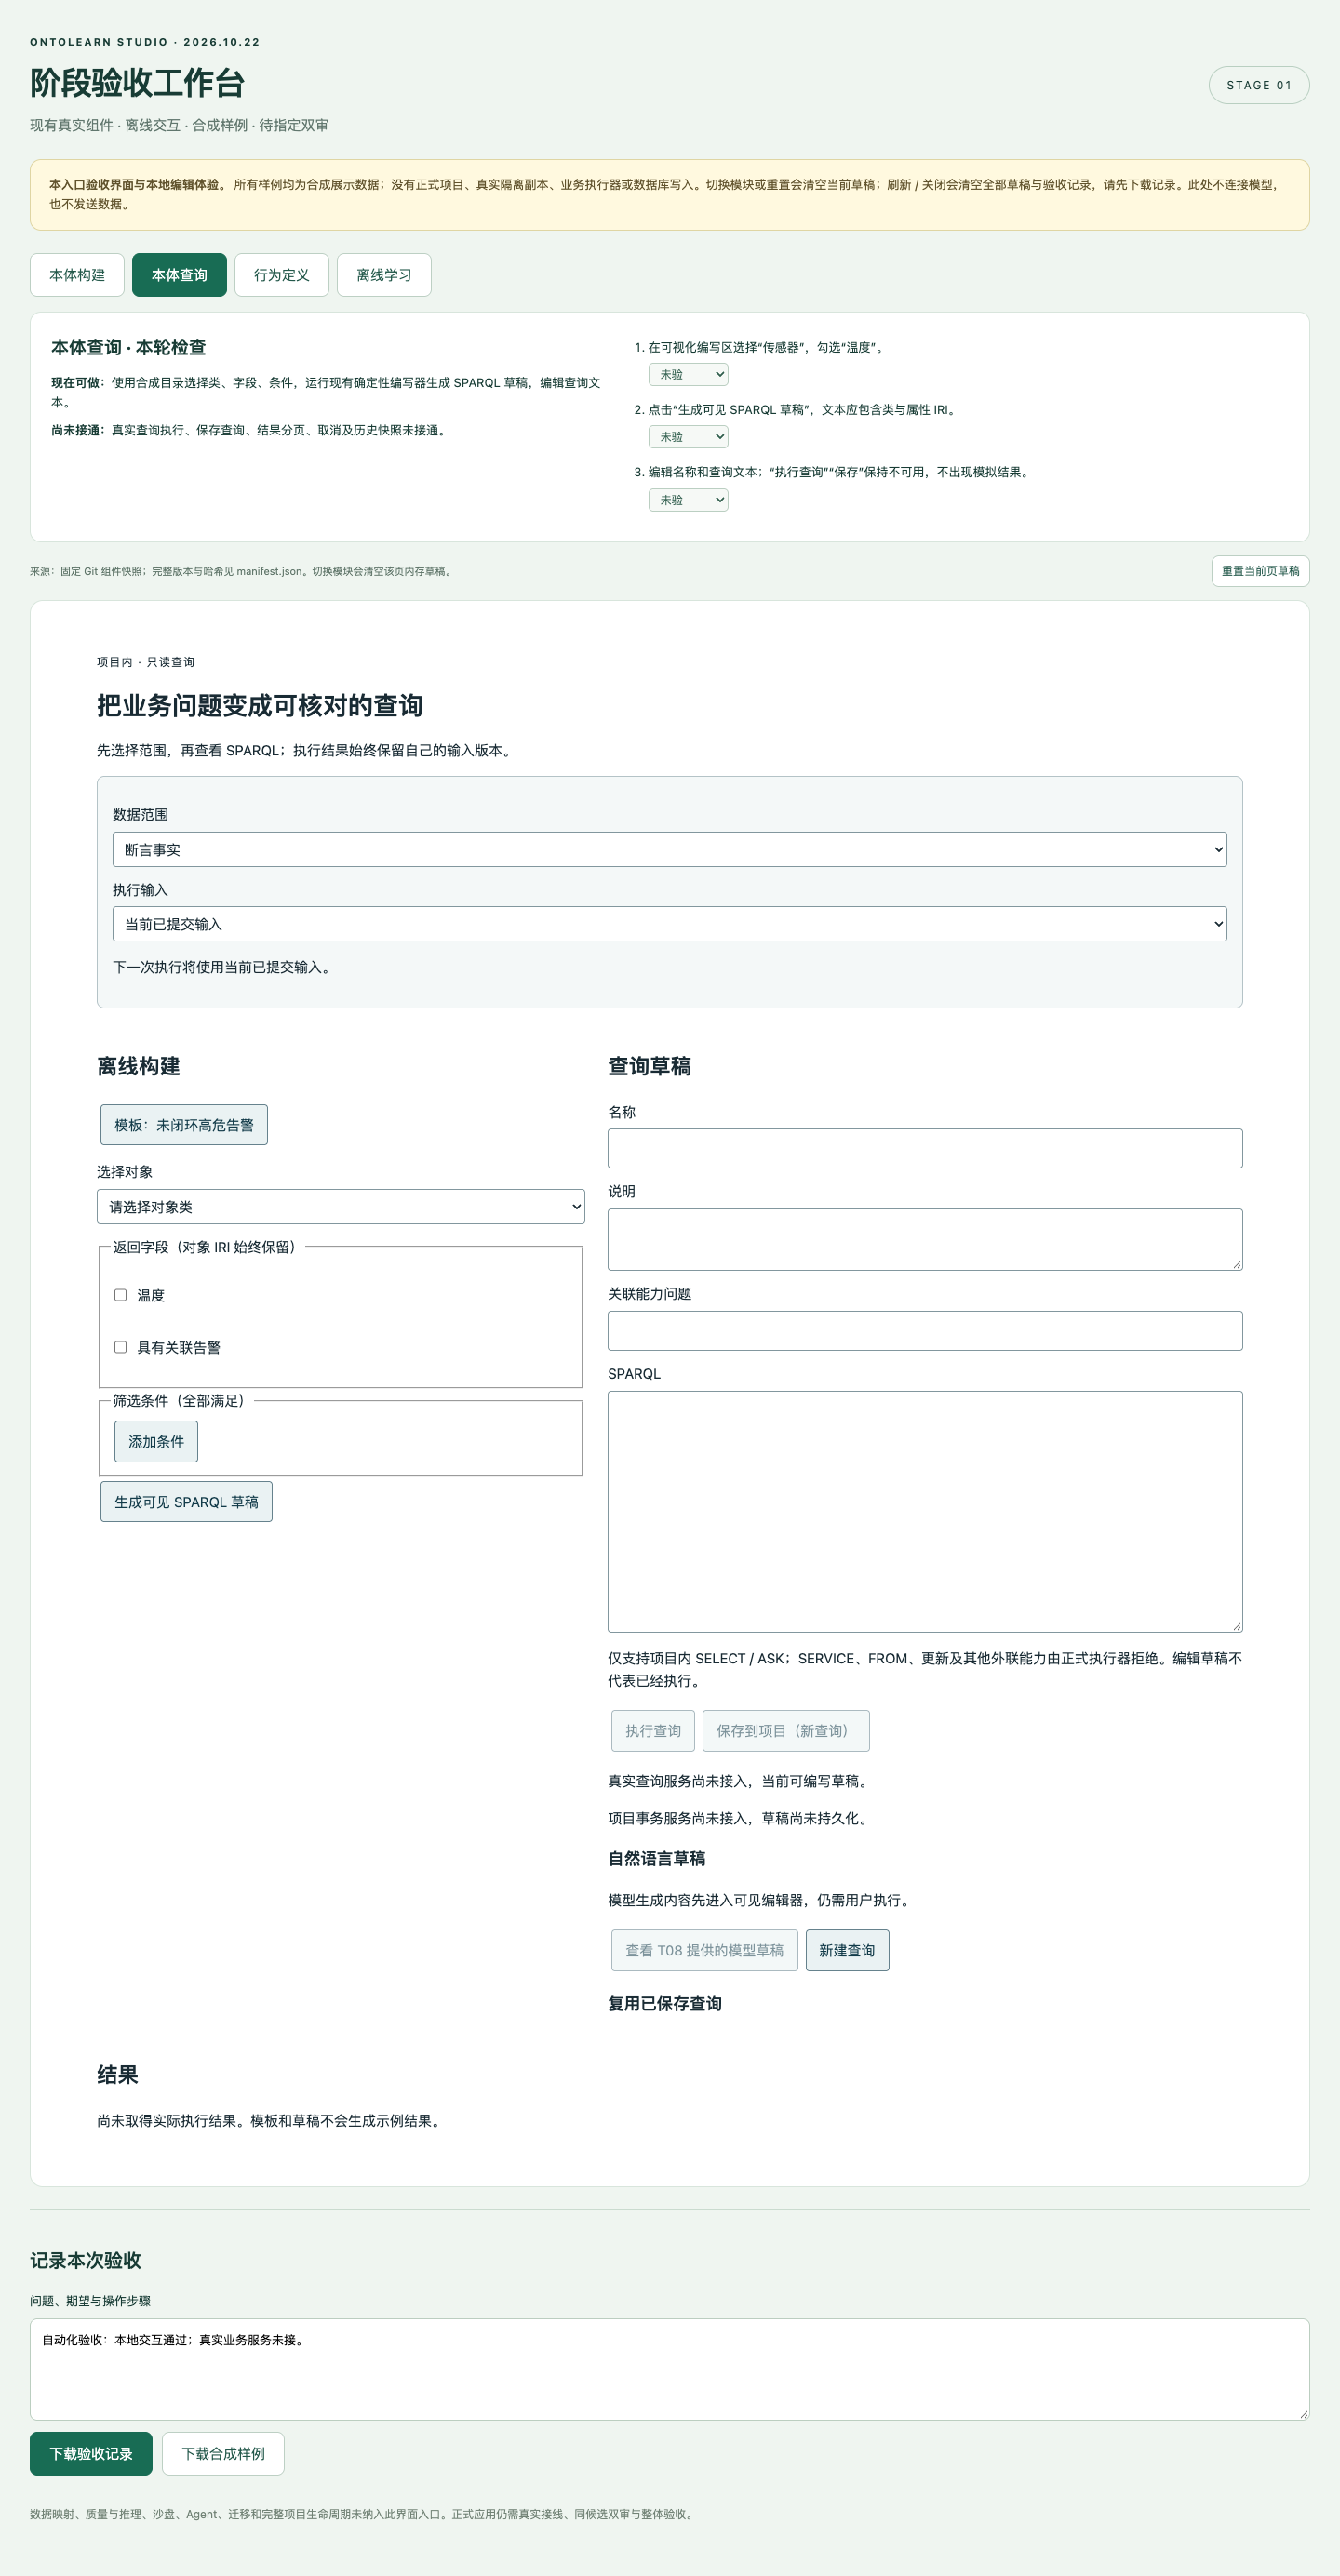 ONTOLEARN STUDIO · 2026.10.22
阶段验收工作台
STAGE 01
现有真实组件 · 离线交互 · 合成样例 · 待指定双审
本入口验收界面与本地编辑体验。 所有样例均为合成展示数据；没有正式项目、真实隔离副本、业务执行器或数据库写入。切换模块或重置会清空当前草稿；刷新 / 关闭会清空全部草稿与验收记录，请先下载记录。此处不连接模型，
也不发送数据。
本体构建
本体查询
行为定义
离线学习
本体查询 · 本轮检查
现在可做：使用合成目录选择类、字段、条件，运行现有确定性编写器生成 SPARQL 草稿，编辑查询文
本。
尚未接通：真实查询执行、保存查询、结果分页、取消及历史快照未接通。
1. 在可视化编写区选择“传感器”，勾选“温度”。
未验
2. 点击“生成可见 SPARQL 草稿”，文本应包含类与属性 IRI。
未验
3. 编辑名称和查询文本；“执行查询”“保存”保持不可用，不出现模拟结果。
未验
来源：固定 Git 组件快照；完整版本与哈希见 manifest.json。切换模块会清空该页内存草稿。
重置当前页草稿
项目内 · 只读查询
把业务问题变成可核对的查询
先选择范围，再查看 SPARQL；执行结果始终保留自己的输入版本。
数据范围
断言事实
执行输入
当前已提交输入
下一次执行将使用当前已提交输入。
离线构建
模板：未闭环高危告警
选择对象
请选择对象类
返回字段（对象 IRI 始终保留）
温度
具有关联告警
筛选条件（全部满足）
添加条件
生成可见 SPARQL 草稿
查询草稿
名称
说明
关联能力问题
SPARQL
仅支持项目内 SELECT / ASK；SERVICE、FROM、更新及其他外联能力由正式执行器拒绝。编辑草稿不
代表已经执行。
执行查询
保存到项目（新查询）
真实查询服务尚未接入，当前可编写草稿。
项目事务服务尚未接入，草稿尚未持久化。
自然语言草稿
模型生成内容先进入可见编辑器，仍需用户执行。
查看 T08 提供的模型草稿
新建查询
复用已保存查询
结果
尚未取得实际执行结果。模板和草稿不会生成示例结果。
记录本次验收
问题、期望与操作步骤
自动化验收：本地交互通过；真实业务服务未接。
下载验收记录
下载合成样例
数据映射、质量与推理、沙盘、Agent、迁移和完整项目生命周期未纳入此界面入口。正式应用仍需真实接线、同候选双审与整体验收。